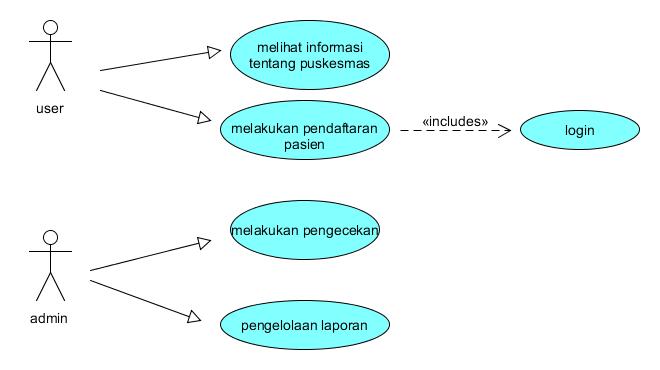 melihat informasi
tentang puskesmas
user
melakukan pendaftaran
pasien
«includes»
login
melakukan pengecekan
admin
pengelolaan laporan